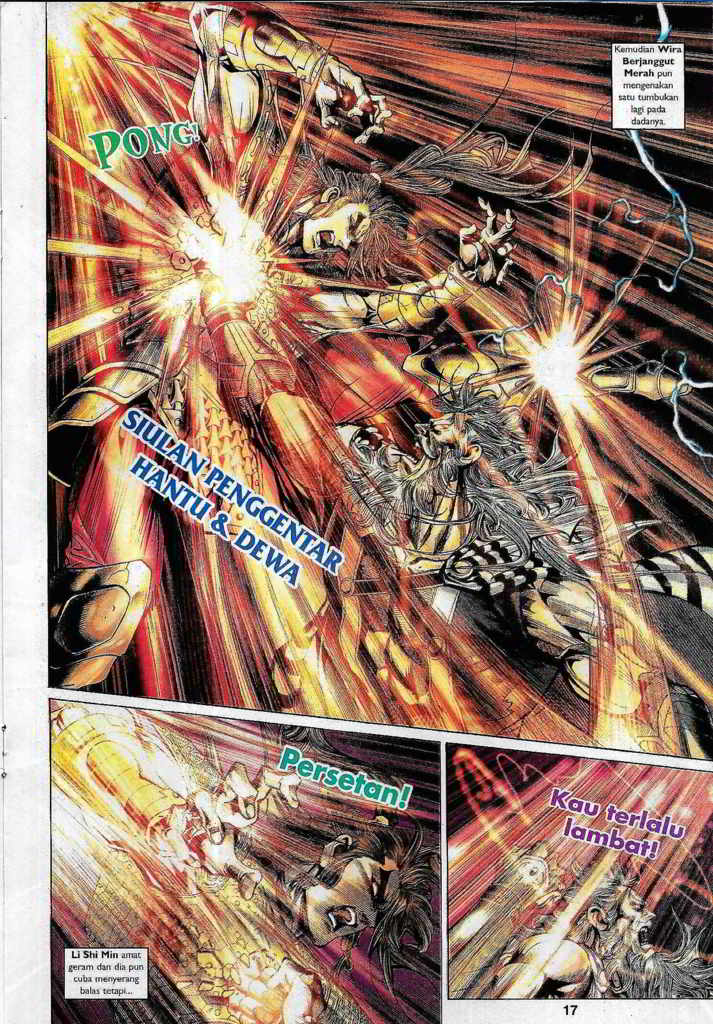 Kemudian Wira
Berjanggut
Merah pun
mengenakan
satu tumbukan
lagi pada
dadanya.
PONG!
SIULAN PENGGENTAR
HANTU & DEWA
Persetan!
Kau terlalu
lambat!
Li Shi Min amat
geram dan dia pun
cuba menyerang
balas tetapi...
17